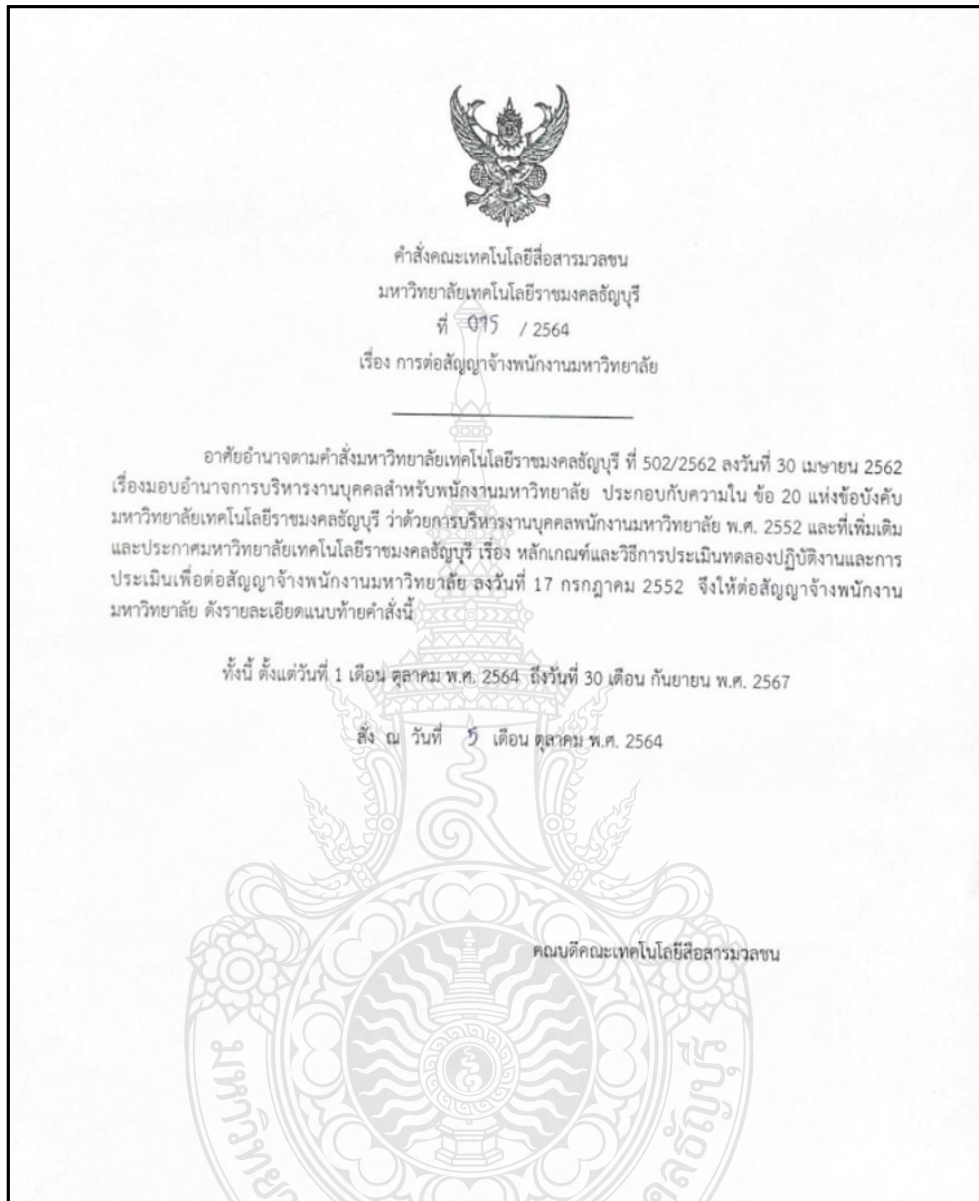 คำสั่งคณะเทคโนโลยีสื่อสารมวลชน
มหาวิทยาลัยเทคโนโลยีราชมงคลธัญบุรี
ที่ 075 / 2564
เรื่อง การต่อสัญญาจ้างพนักงานมหาวิทยาลัย
อาศัยอำนาจตามคำสั่งมหาวิทยาลัยเทคโนโลยีราชมงคลธัญบุรี ที่ 502/2562 ลงวันที่ 30 เมษายน 2562
เรื่องมอบอำนาจการบริหารงานบุคคลสำหรับพนักงานมหาวิทยาลัย ประกอบกับความใน ข้อ 20 แห่งข้อบังคับ
มหาวิทยาลัยเทคโนโลยีราชมงคลธัญบุรี ว่าด้วยการบริหารงานบุคคลพนักงานมหาวิทยาลัย พ.ศ. 2552 และที่เพิ่มเติม
และประกาศมหาวิทยาลัยเทคโนโลยีราชมงคลธัญบุรี เรื่อง หลักเกณฑ์และวิธีการประเมินทดลองปฏิบัติงานและการ
ประเมินเพื่อต่อสัญญาจ้างพนักงานมหาวิทยาลัย ลงวันที่ 17 กรกฎาคม 2552 จึงให้ต่อสัญญาจ้างพนักงาน
มหาวิทยาลัย ดังรายละเอียดแนบท้ายคำสั่งนี้
ทั้งนี้ ตั้งแต่วันที่ 1 เดือน ตุลาคม พ.ศ. 2564 ถึงวันที่ 30 เดือน กันยายน พ.ศ. 2567
สั่ง ณ วันที่ 5 เดือน ตุลาคม พ.ศ. 2564
คณบดีคณะเทคโนโลยีสื่อสารมวลชน